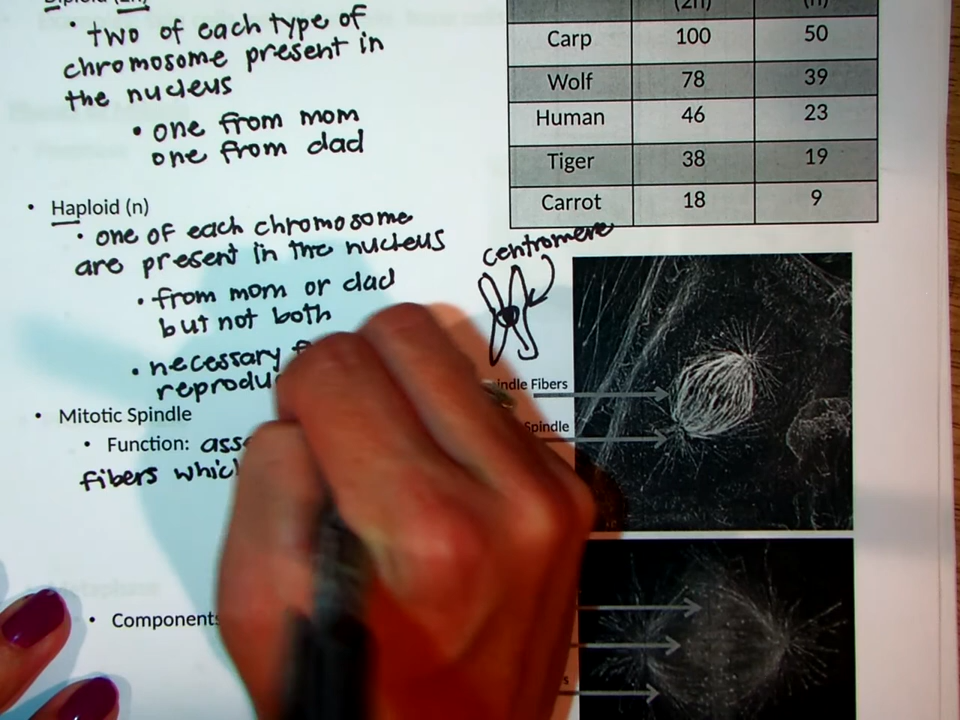 two of each type of
chromosome present in
the nucleus
• one from mom
one from dad
• Haploid (n)
• one of each chromosome
are present in the nucleus
• from mom or dad
but not both
• necessary
• Mitotic Spindle
• Function:
fibers
• Components
(2n) (n)
Carp 100 50
Wolf 78 39
Human 46 23
Tiger 38 19
Carrot 18 9
centromere
Fibers
Spindle